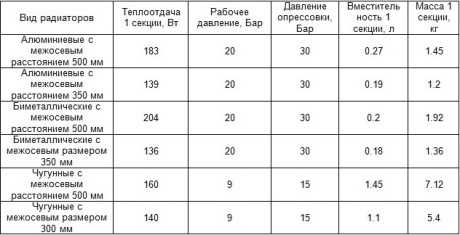 Вид радиаторов Теплоотдача 1 секции, Вт Рабочее давление, Бар Давление опрессовки, Бар Вместитель ность 1 секции, л Масса 1 секции, кг
Алюминиевые с межосевым расстоянием 500 мм 183 20 30 0.27 1.45
Алюминиевые с межосевым расстоянием 350 мм 139 20 30 0.19 1.2
Биметаллические с межосевым расстоянием 500 мм 204 20 30 0.2 1.92
Биметаллические с межосевым размером 350 мм 136 20 30 0.18 1.36
Чугунные с межосевым расстоянием 500 мм 160 9 15 1.45 7.12
Чугунные с межосевым размером 300 мм 140 9 15 1.1 5.4